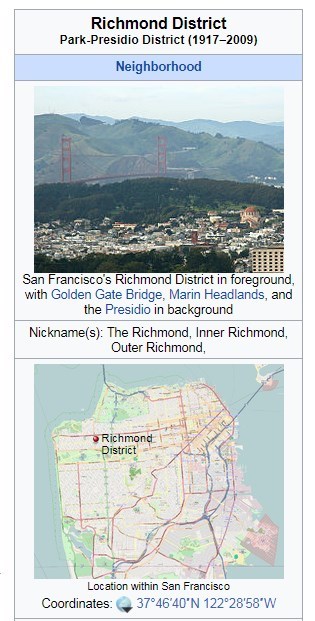 Richmond District
Park-Presidio District (1917–2009)
Neighborhood
San Francisco's Richmond District in foreground,
with Golden Gate Bridge, Marin Headlands, and
the Presidio in background
Nickname(s): The Richmond, Inner Richmond,
Outer Richmond,
Richmond
District
Location within San Francisco
Coordinates: 37°46′40″N 122°28′58″W